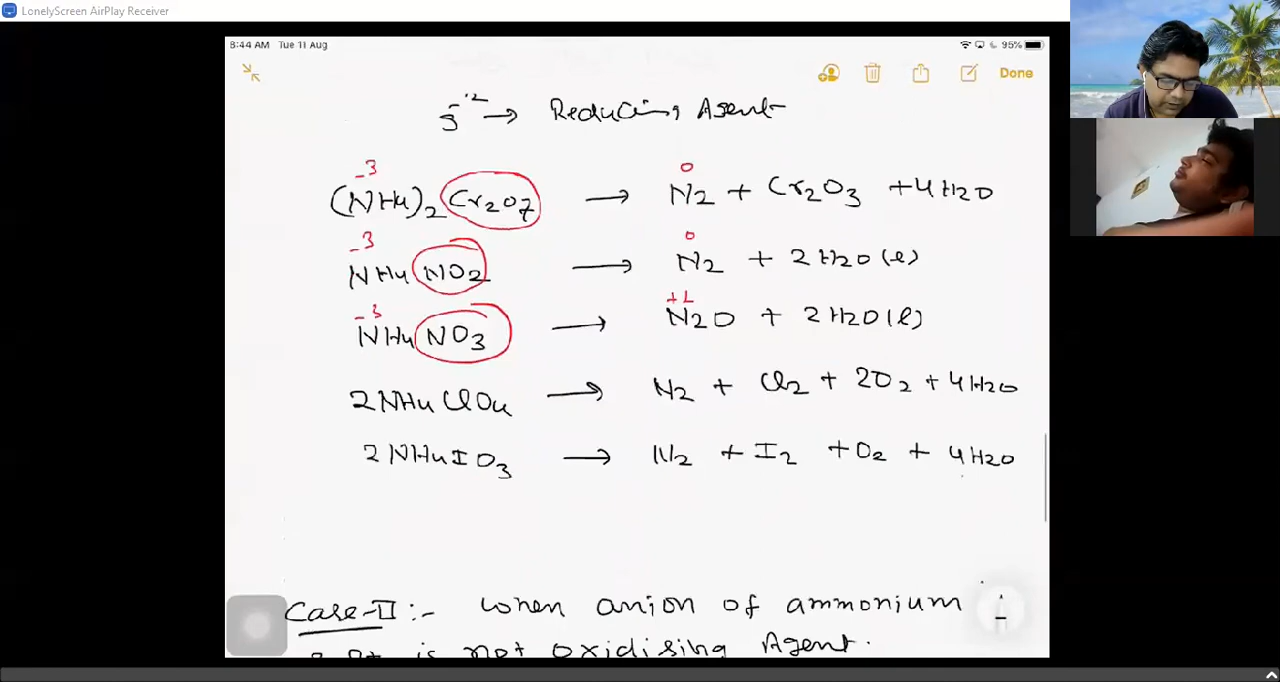 LonelyScreen AirPlay Receiver
8:44 AM Tue 11 Aug
95%
Done
S⁻² → Reducing Agent
-3 0
(NH4)2 Cr2O7 → N2 + Cr2O3 + 4H2O
-3 0
NH4 NO2 → N2 + 2H2O(l)
-3 +1
NH4 NO3 → N2O + 2H2O(l)
2NH4ClO4 → N2 + Cl2 + 2O2 + 4H2O
2NH4IO3 → N2 + I2 + O2 + 4H2O
Case-II :- When anion of ammonium
is not oxidising Agent.